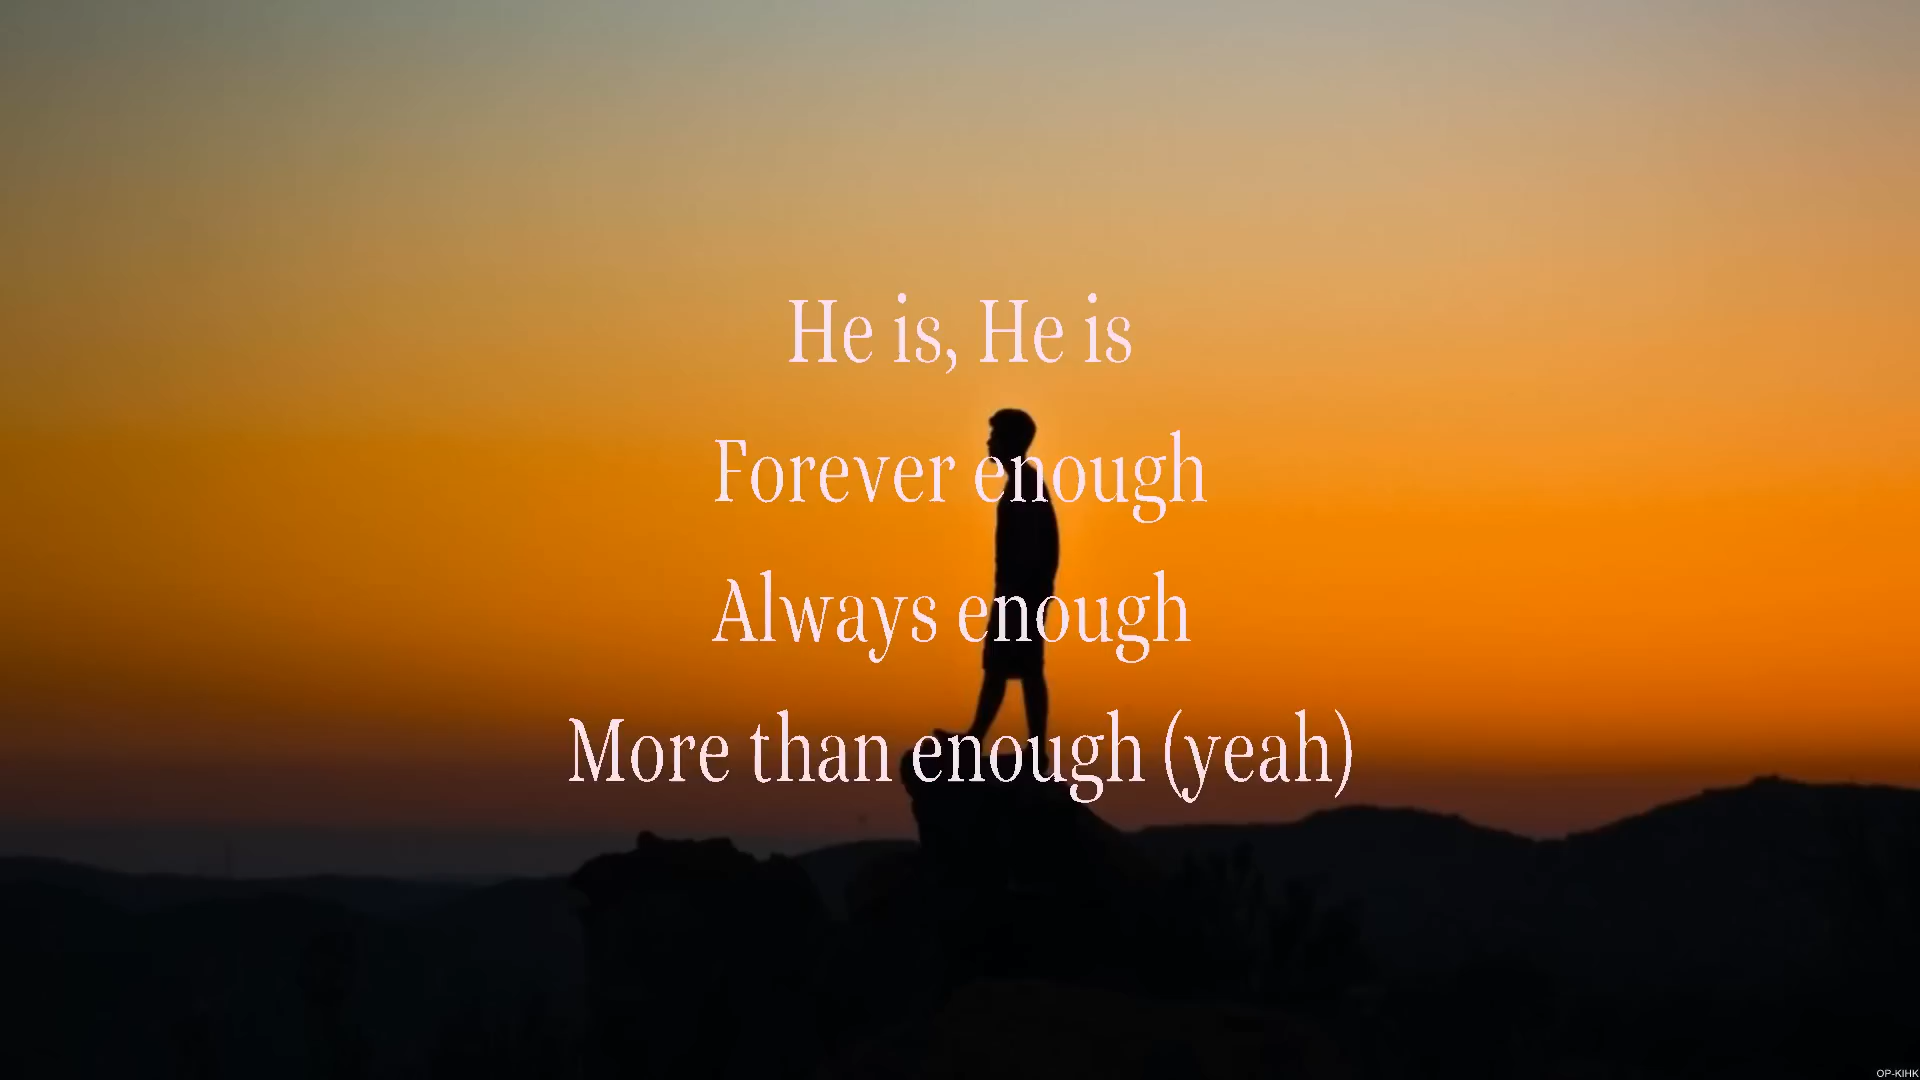 He is, He is
Forever enough
Always enough
More than enough (yeah)
OP-KIHK